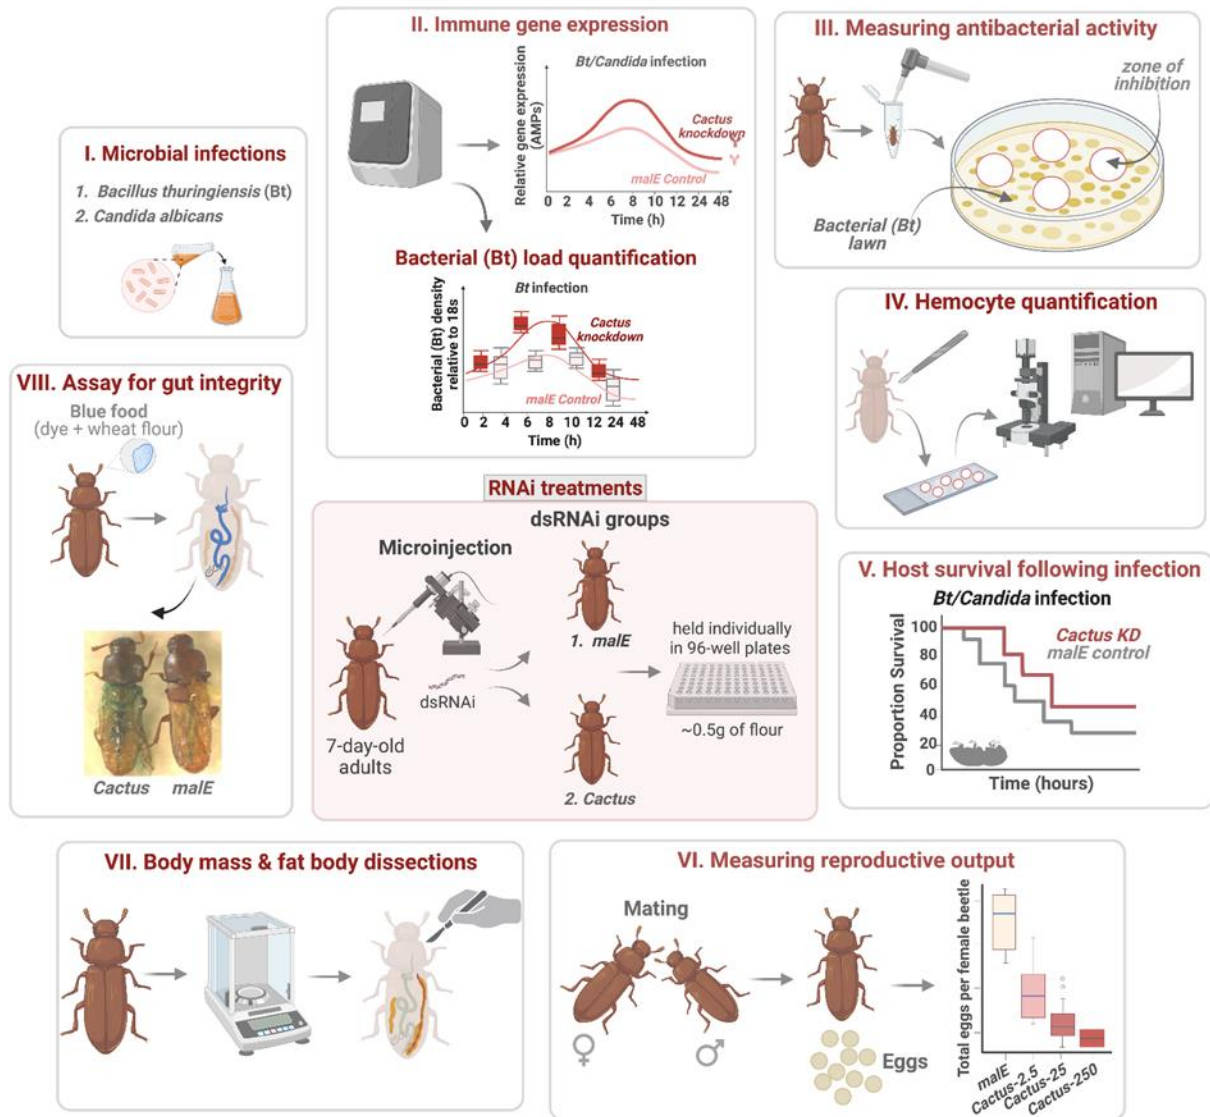 I. Microbial infections
1. Bacillus thuringiensis (Bt)
2. Candida albicans
II. Immune gene expression
Relative gene expression
(AMPs)
Bt/Candida infection
Cactus
knockdown
malE Control
0 2 4 6 8 10 12 24 48
Time (h)
Bacterial (Bt) load quantification
Bacterial (Bt) density
relative to 18s
Bt infection
Cactus
knockdown
malE Control
0 2 4 6 8 10 12 24 48
Time (h)
III. Measuring antibacterial activity
zone of
inhibition
Bacterial (Bt)
lawn
IV. Hemocyte quantification
VIII. Assay for gut integrity
Blue food
(dye + wheat flour)
Cactus malE
RNAi treatments
dsRNAi groups
Microinjection
dsRNAi
7-day-old
adults
1. malE
2. Cactus
held individually
in 96-well plates
~0.5g of flour
V. Host survival following infection
Bt/Candida infection
Proportion Survival
100
80
60
40
20
0
Cactus KD
malE control
Time (hours)
VII. Body mass & fat body dissections
VI. Measuring reproductive output
Mating
Eggs
Total eggs per female beetle
malE
Cactus-2.5
Cactus-25
Cactus-250